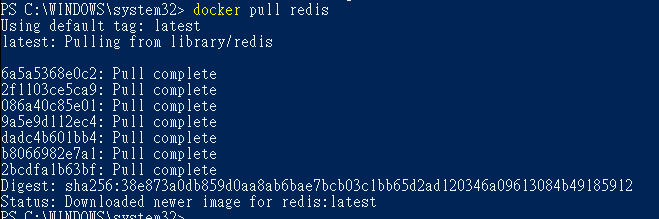 PS C:\WINDOWS\system32> docker pull redis
Using default tag: latest
latest: Pulling from library/redis
6a5a5368e0c2: Pull complete
2f1103ce5ca9: Pull complete
086a40c85e01: Pull complete
9a5e9d112ec4: Pull complete
dadc4b601bb4: Pull complete
b8066982e7a1: Pull complete
2bcdfa1b63bf: Pull complete
Digest: sha256:38e873a0db859d0aa8ab6bae7bcb03c1bb65d2ad120346a09613084b49185912
Status: Downloaded newer image for redis:latest
PS C:\WINDOWS\system32>